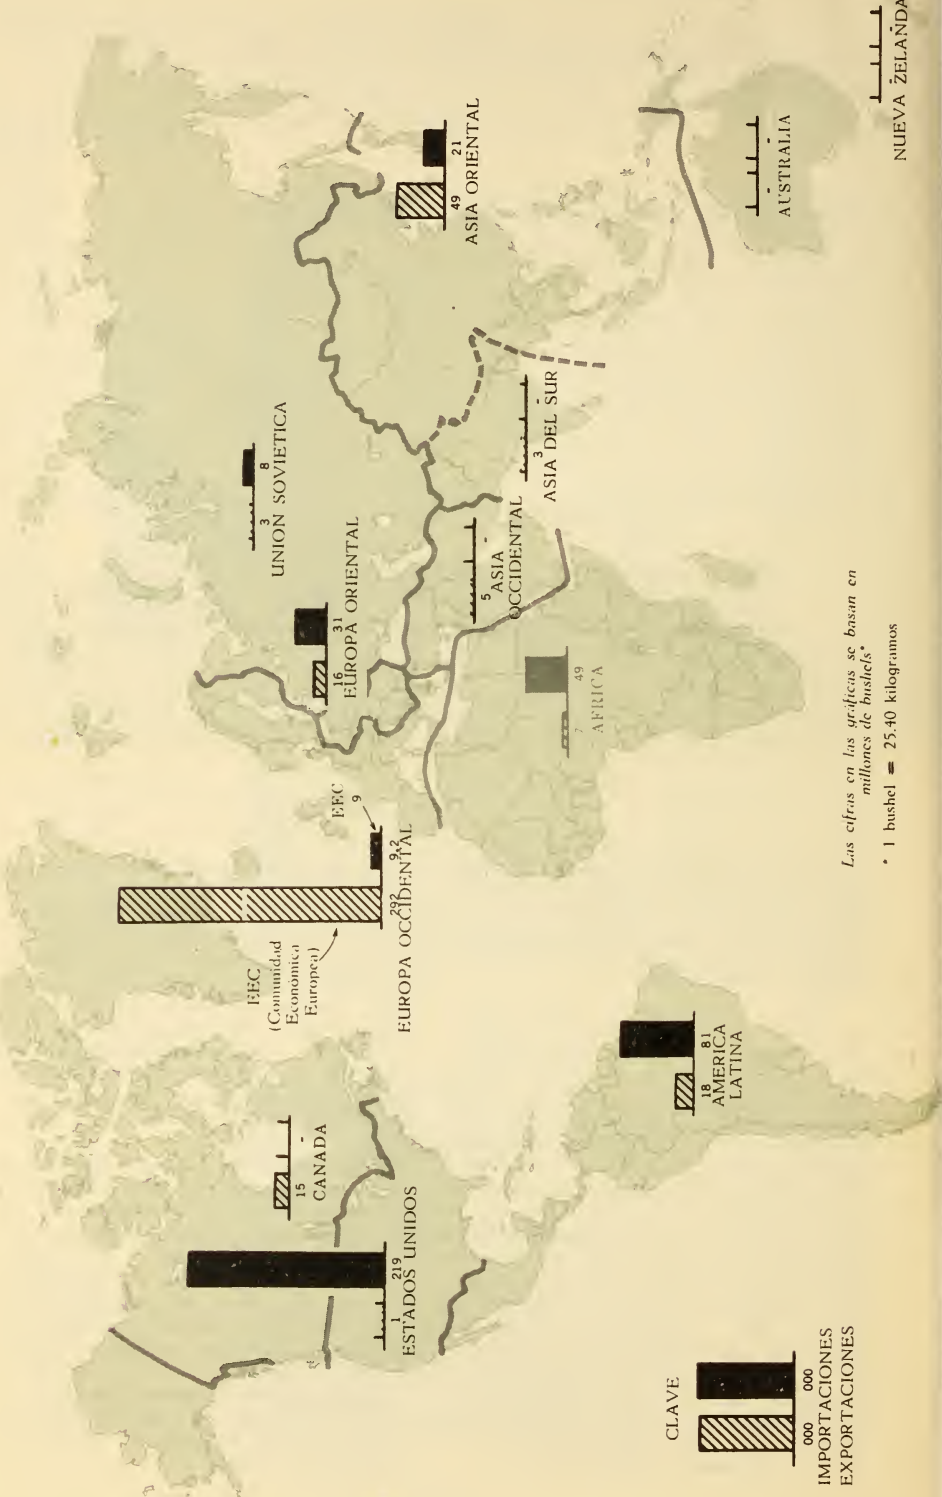 ESTADOS UNIDOS
1 219
CANADA
15 -
EEC
(Comunidad
Económica
Europea)
EEC
9
292 9.2
EUROPA OCCIDENTAL
16 31
EUROPA ORIENTAL
3 8
UNION SOVIETICA
49 21
ASIA ORIENTAL
5 -
ASIA
OCCIDENTAL
3 -
ASIA DEL SUR
49
AFRICA
18 81
AMERICA
LATINA
- -
AUSTRALIA
- -
NUEVA ZELANDA
CLAVE
000 000
IMPORTACIONES
EXPORTACIONES
Las cifras en las gráficas se basan en
millones de bushels*
* 1 bushel = 25.40 kilogramos